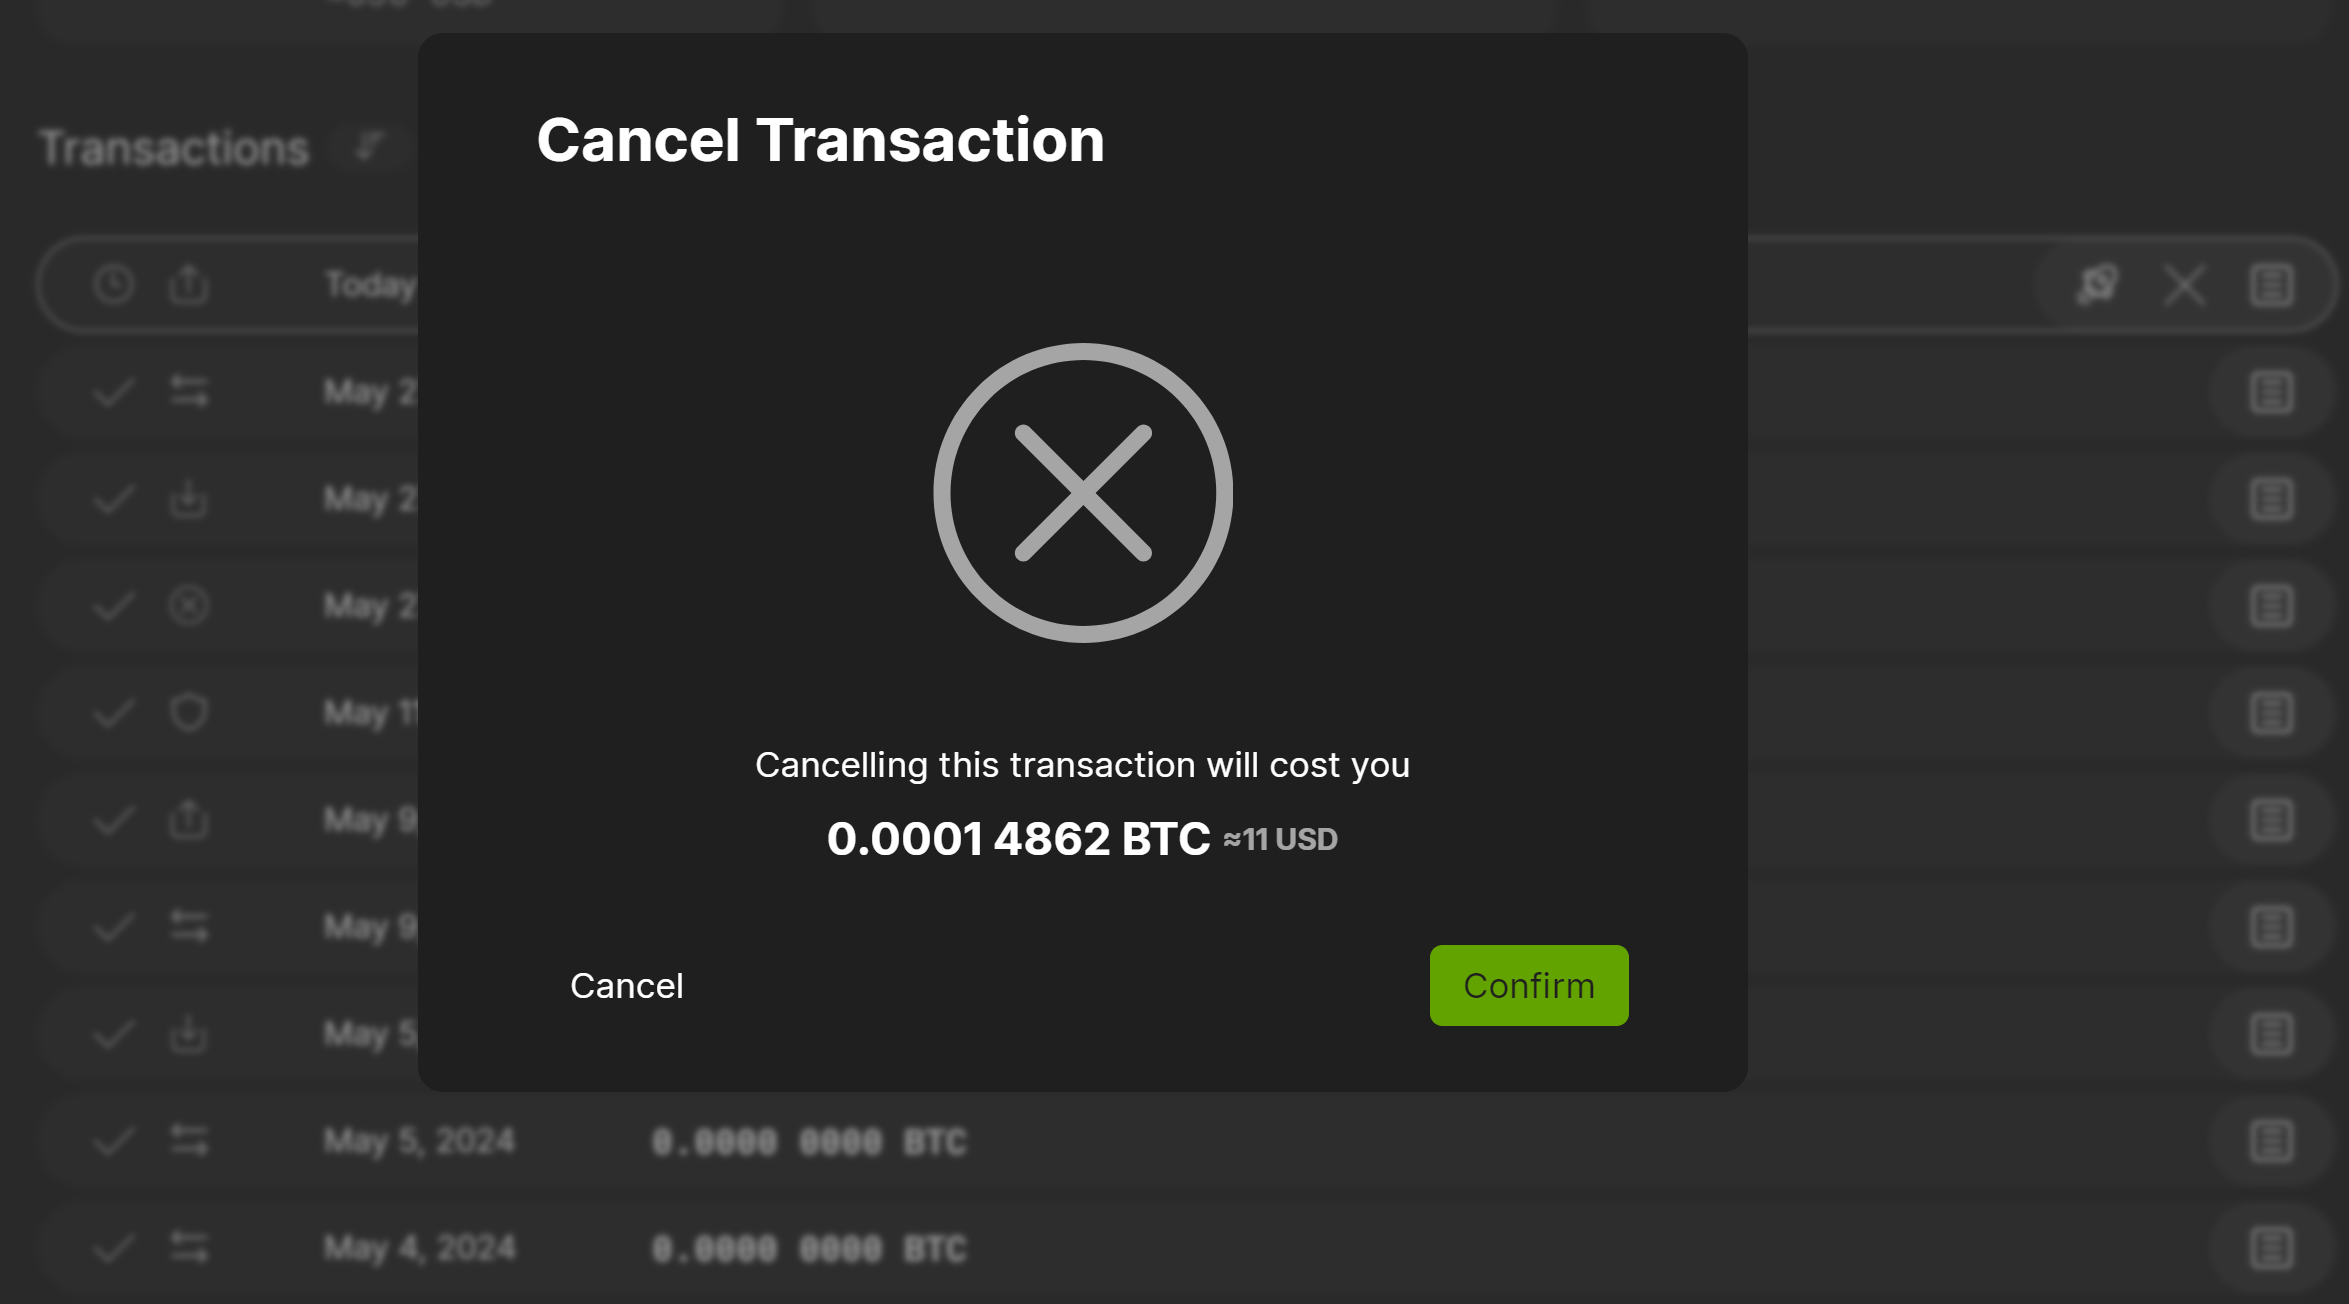 Transactions
Cancel Transaction
Today
May 2
May 2
May 2
May 11
May 9
May 9
May 5,
Cancelling this transaction will cost you
0.0001 4862 BTC ≈11 USD
Cancel
Confirm
May 5, 2024 0.0000 0000 BTC
May 4, 2024 0.0000 0000 BTC